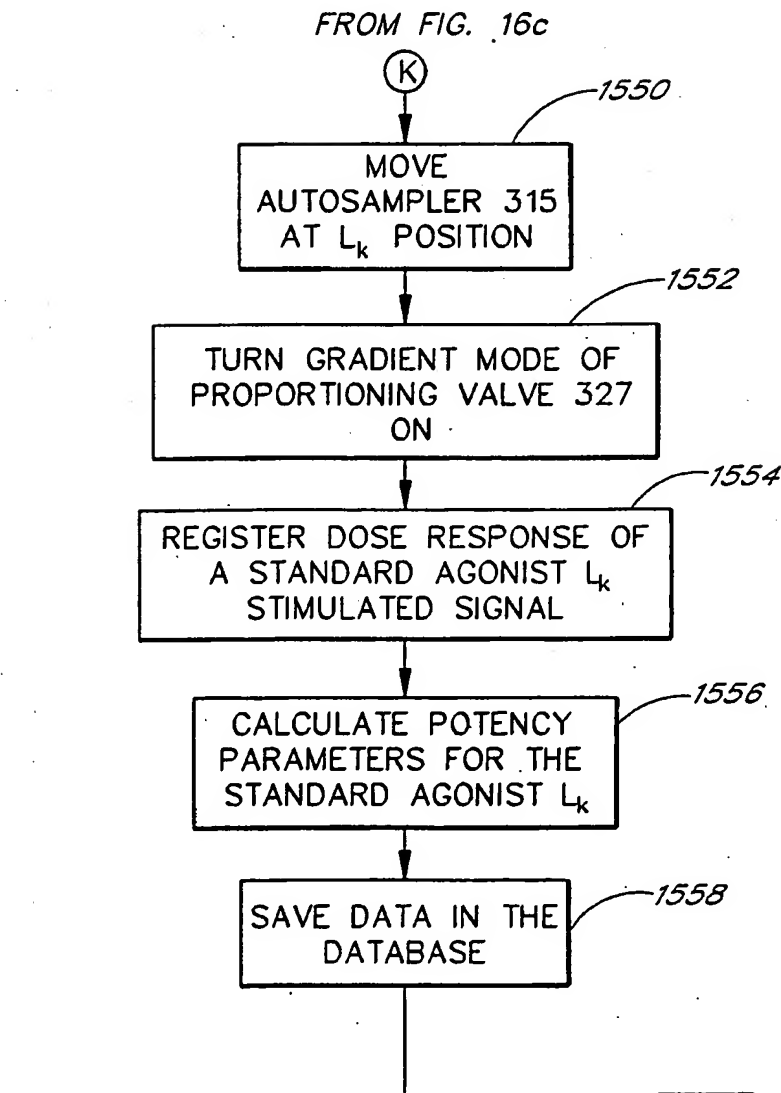 FROM FIG. 16c
K
1550
MOVE
AUTOSAMPLER 315
AT Lk POSITION
1552
TURN GRADIENT MODE OF
PROPORTIONING VALVE 327
ON
1554
REGISTER DOSE RESPONSE OF
A STANDARD AGONIST Lk
STIMULATED SIGNAL
1556
CALCULATE POTENCY
PARAMETERS FOR THE
STANDARD AGONIST Lk
1558
SAVE DATA IN THE
DATABASE